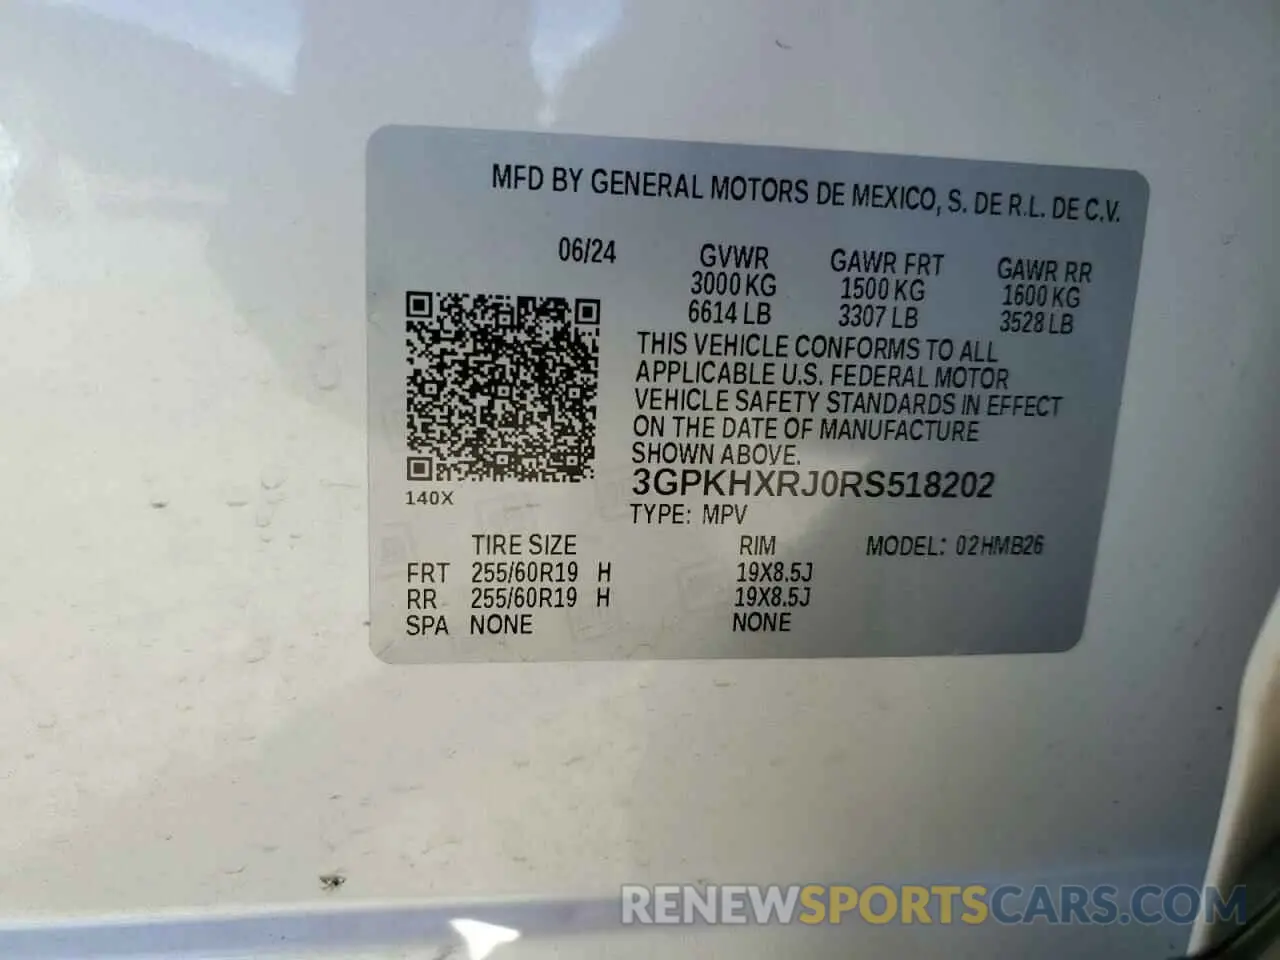 MFD BY GENERAL MOTORS DE MEXICO, S. DE R.L. DE C.V.
06/24 GVWR GAWR FRT GAWR RR
3000 KG 1500 KG 1600 KG
6614 LB 3307 LB 3528 LB
THIS VEHICLE CONFORMS TO ALL
APPLICABLE U.S. FEDERAL MOTOR
VEHICLE SAFETY STANDARDS IN EFFECT
ON THE DATE OF MANUFACTURE
SHOWN ABOVE.
3GPKHXRJ0RS518202
140X
TYPE: MPV
TIRE SIZE RIM MODEL: 02HMB26
FRT 255/60R19 H 19X8.5J
RR 255/60R19 H 19X8.5J
SPA NONE NONE
RENEWSPORTSCARS.COM